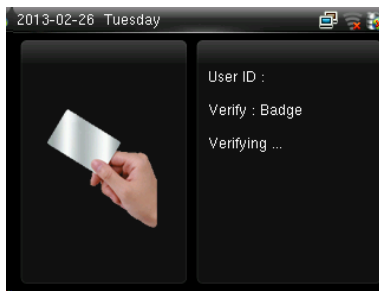 2013-02-26 Tuesday
User ID :
Verify : Badge
Verifying ...